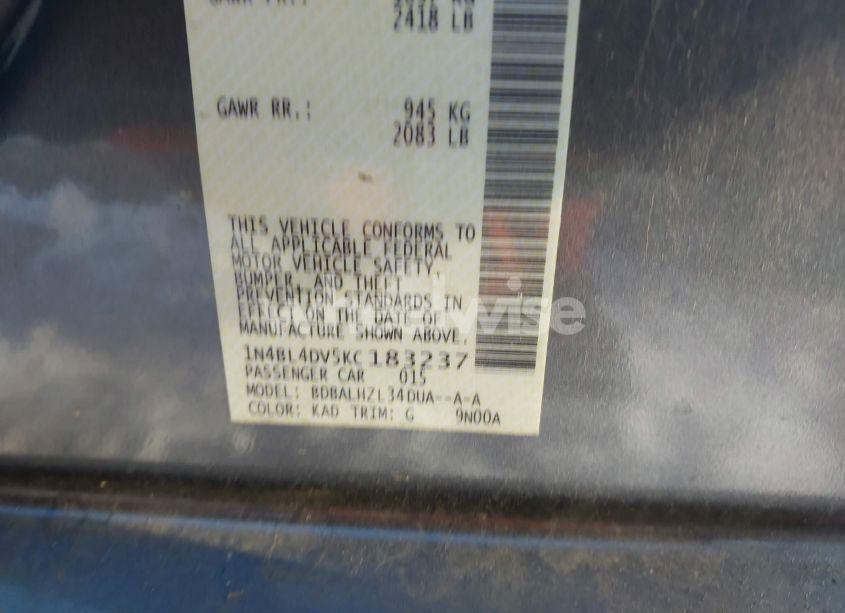 2418 LB
GAWR RR.: 945 KG
2083 LB
THIS VEHICLE CONFORMS TO
ALL APPLICABLE FEDERAL
MOTOR VEHICLE SAFETY,
BUMPER, AND THEFT
PREVENTION STANDARDS IN
EFFECT ON THE DATE OF
MANUFACTURE SHOWN ABOVE.
1N4BL4DV5KC183237
PASSENGER CAR 015
MODEL: BDBALHZL34DUA--A-A
COLOR: KAD TRIM: G 9N00A